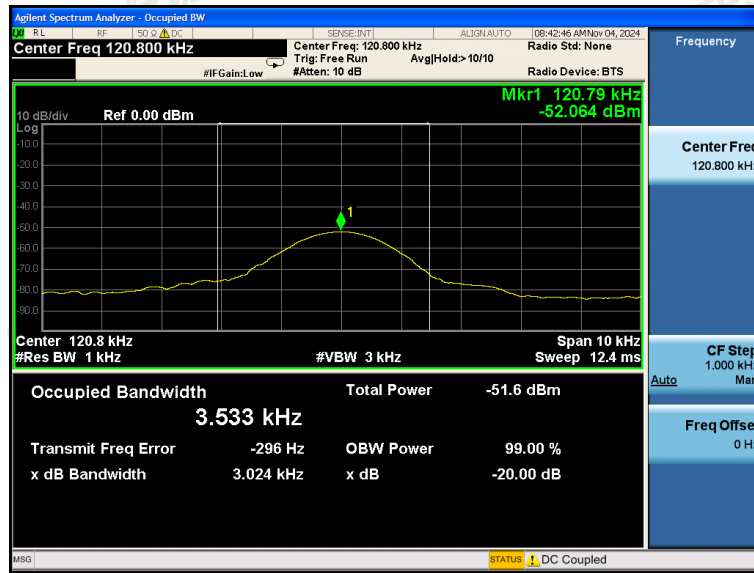 Agilent Spectrum Analyzer - Occupied BW
RL RF 50 Ω DC SENSE:INT ALIGN AUTO 08:42:46 AM Nov 04, 2024
Center Freq 120.800 kHz
Center Freq: 120.800 kHz
Radio Std: None
Trig: Free Run
Avg|Hold:>10/10
#IFGain:Low
#Atten: 10 dB
Radio Device: BTS
Mkr1 120.79 kHz
-52.064 dBm
10 dB/div Ref 0.00 dBm
Log
-10.0
-20.0
-30.0
-40.0
1
-50.0
-60.0
-70.0
-80.0
-90.0
Center 120.8 kHz
Span 10 kHz
#Res BW 1 kHz
#VBW 3 kHz
Sweep 12.4 ms
Occupied Bandwidth
3.533 kHz
Total Power -51.6 dBm
Transmit Freq Error -296 Hz
OBW Power 99.00 %
x dB Bandwidth 3.024 kHz
x dB -20.00 dB
MSG
STATUS
DC Coupled
Frequency
Center Freq
120.800 kHz
CF Step
1.000 kHz
Auto Man
Freq Offse
0 Hz